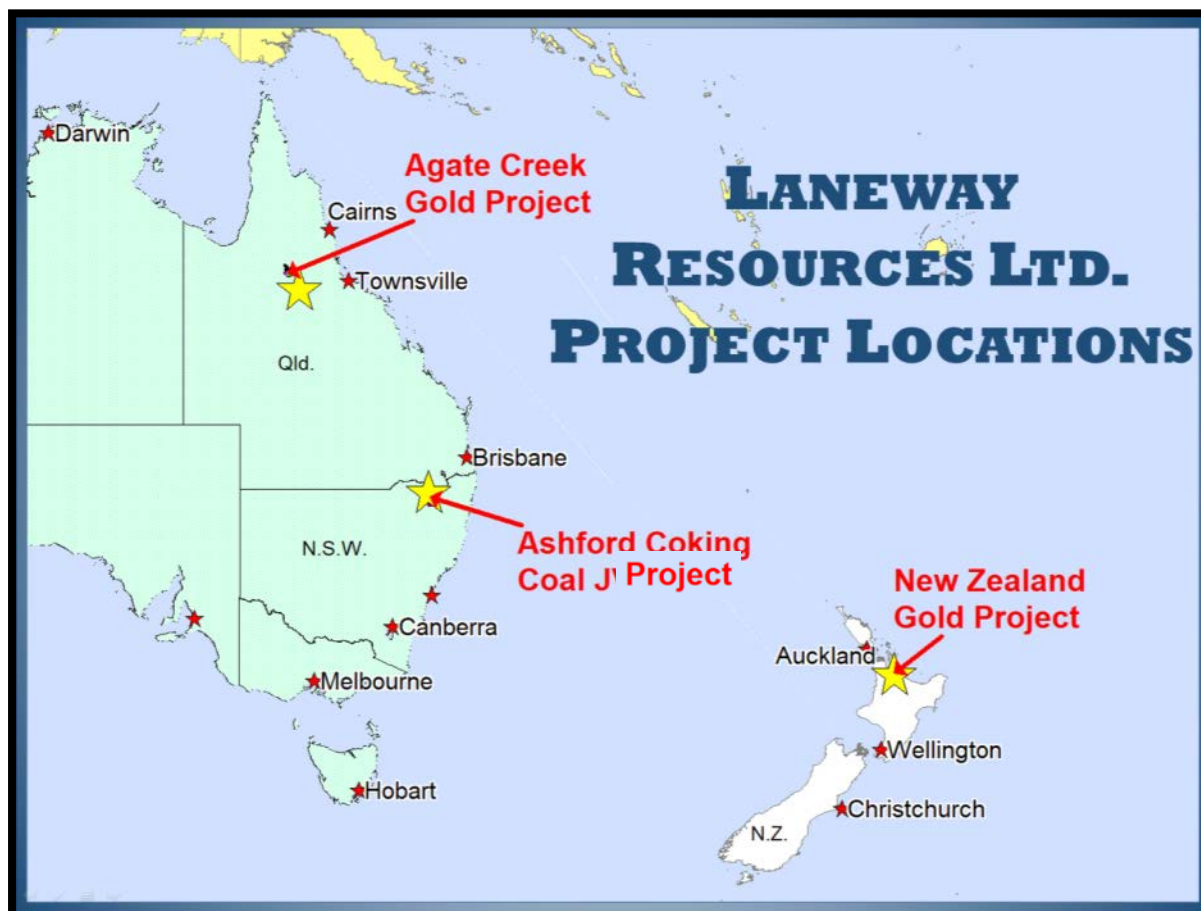 Darwin
Agate Creek
Gold Project
Cairns
Townsville
LANEWAY
RESOURCES LTD.
PROJECT LOCATIONS
Qld.
Brisbane
N.S.W.
Ashford Coking
Coal J Project
Canberra
Melbourne
Hobart
New Zealand
Gold Project
Auckland
Wellington
Christchurch
N.Z.